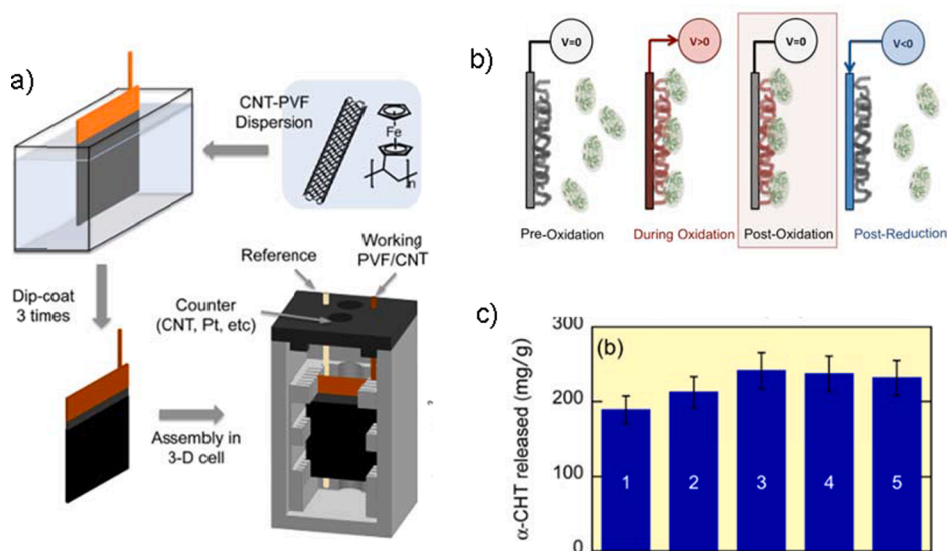 a)
CNT-PVF
Dispersion
Fe
n
Dip-coat
3 times
Reference
Working
PVF/CNT
Counter
(CNT, Pt, etc)
Assembly in
3-D cell
b)
V=0
V>0
V=0
V<0
Pre-Oxidation
During Oxidation
Post-Oxidation
Post-Reduction
c)
(b)
α-CHT released (mg/g)
300
200
100
0
1
2
3
4
5